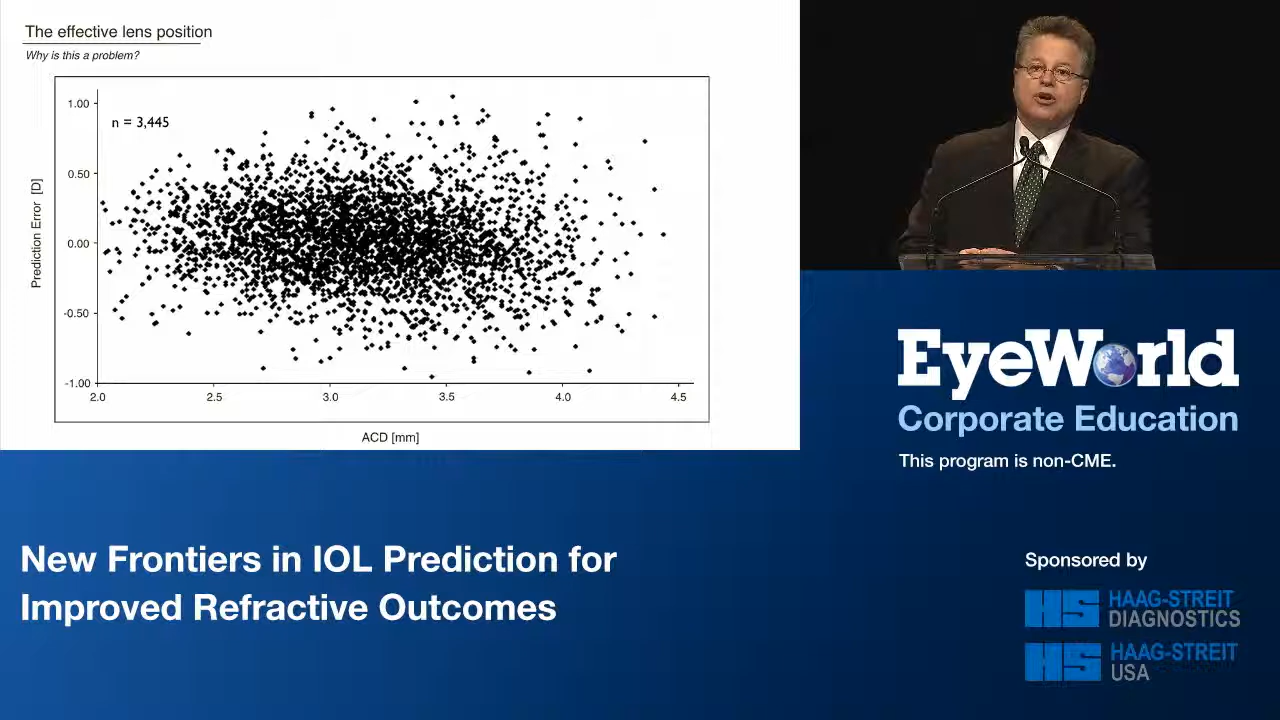 The effective lens position
Why is this a problem?
n = 3,445
1.00
0.50
0.00
-0.50
-1.00
Prediction Error [D]
2.0 2.5 3.0 3.5 4.0 4.5
ACD [mm]
EyeWorld
Corporate Education
This program is non-CME.
New Frontiers in IOL Prediction for
Improved Refractive Outcomes
Sponsored by
HS HAAG-STREIT
DIAGNOSTICS
HS HAAG-STREIT
USA